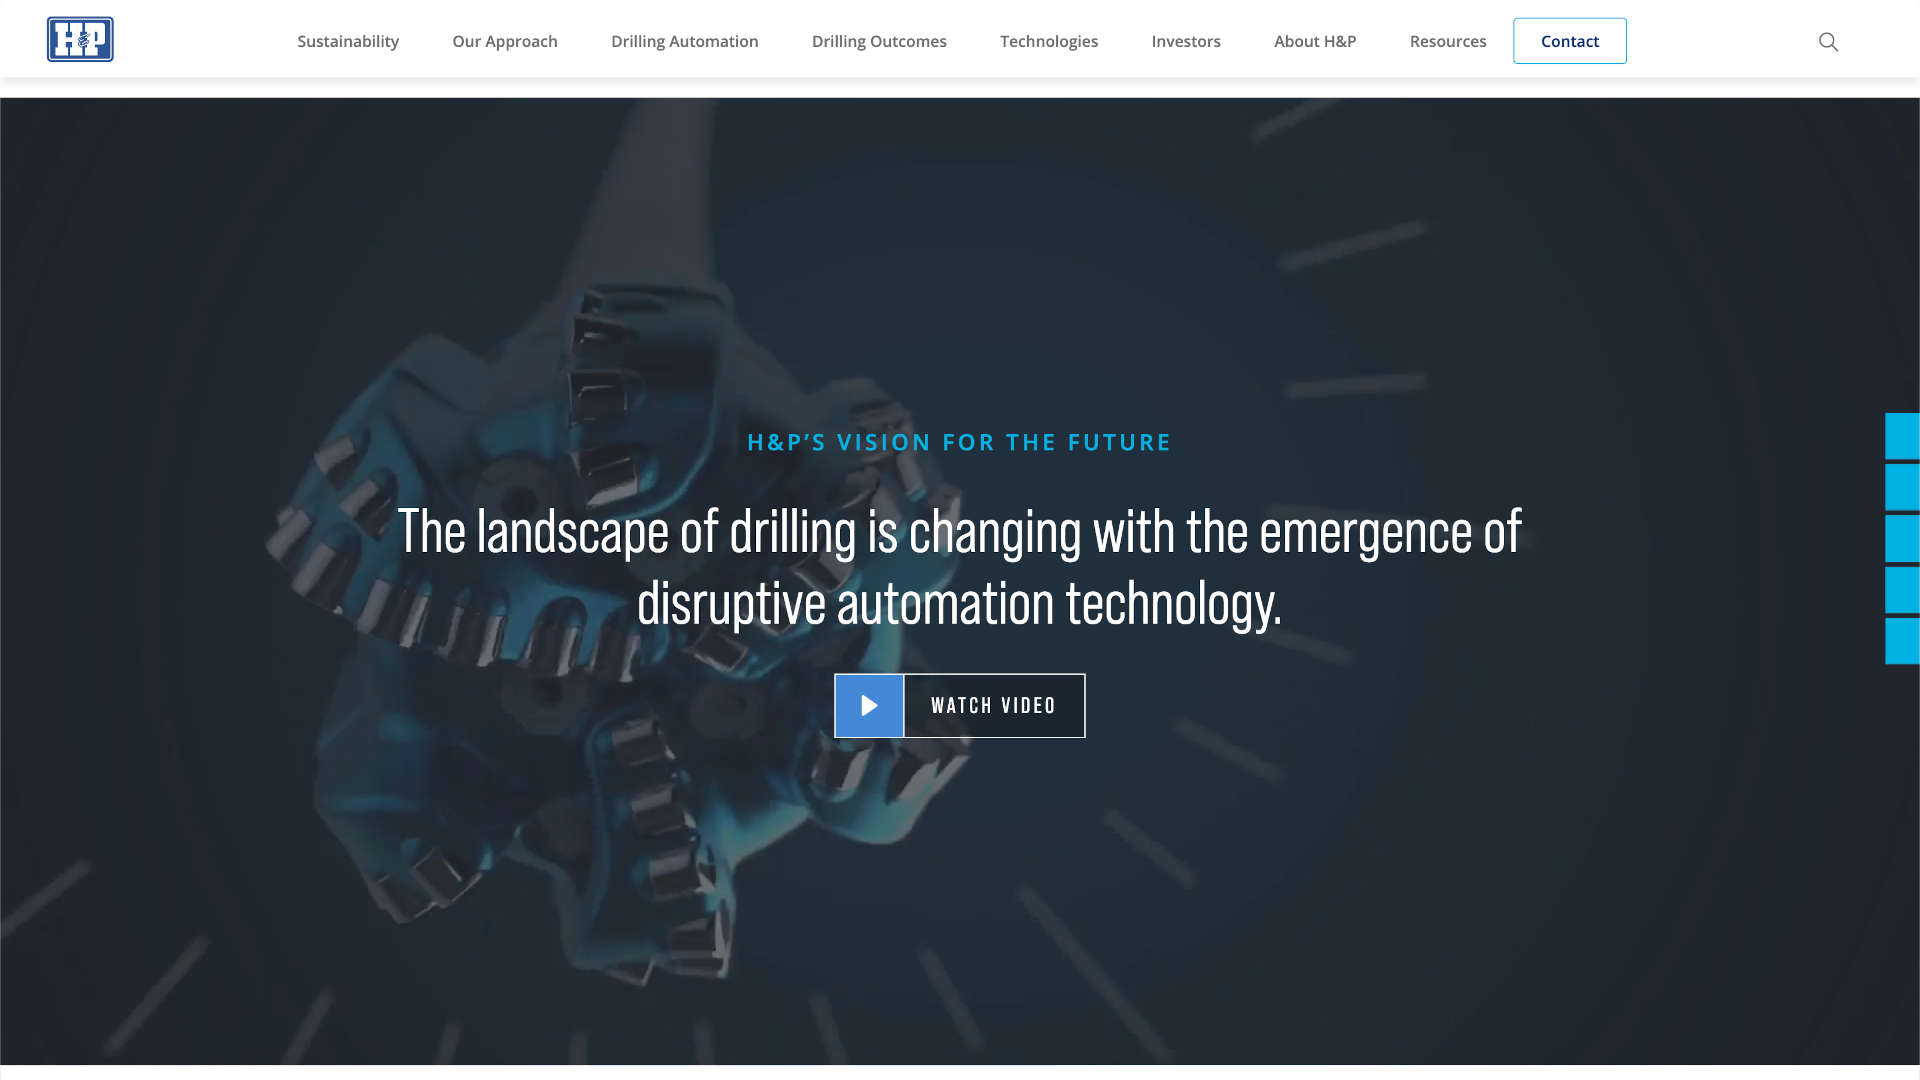 H&P
Sustainability
Our Approach
Drilling Automation
Drilling Outcomes
Technologies
Investors
About H&P
Resources
Contact
H&P’S VISION FOR THE FUTURE
The landscape of drilling is changing with the emergence of
disruptive automation technology.
WATCH VIDEO